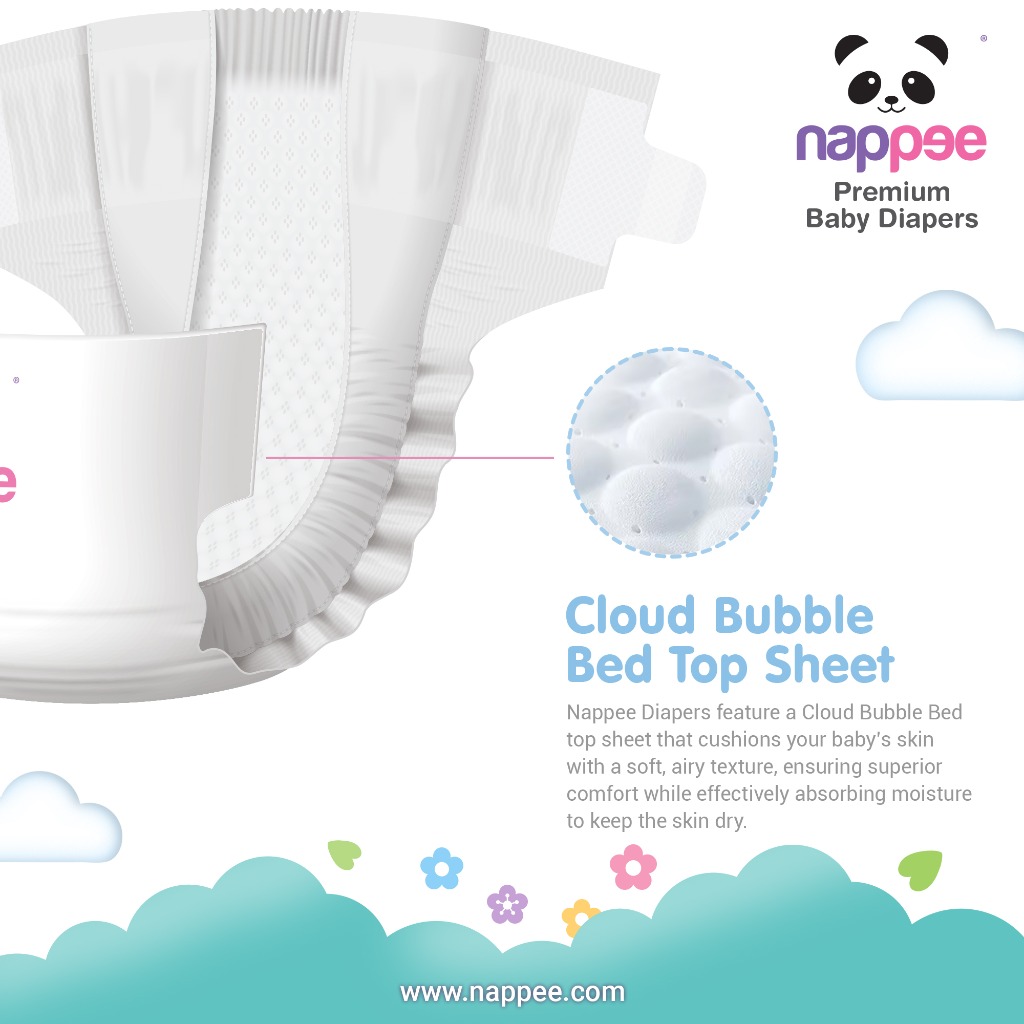 ®
nappee
Premium
Baby Diapers
®
e
Cloud Bubble
Bed Top Sheet
Nappee Diapers feature a Cloud Bubble Bed
top sheet that cushions your baby's skin
with a soft, airy texture, ensuring superior
comfort while effectively absorbing moisture
to keep the skin dry.
www.nappee.com